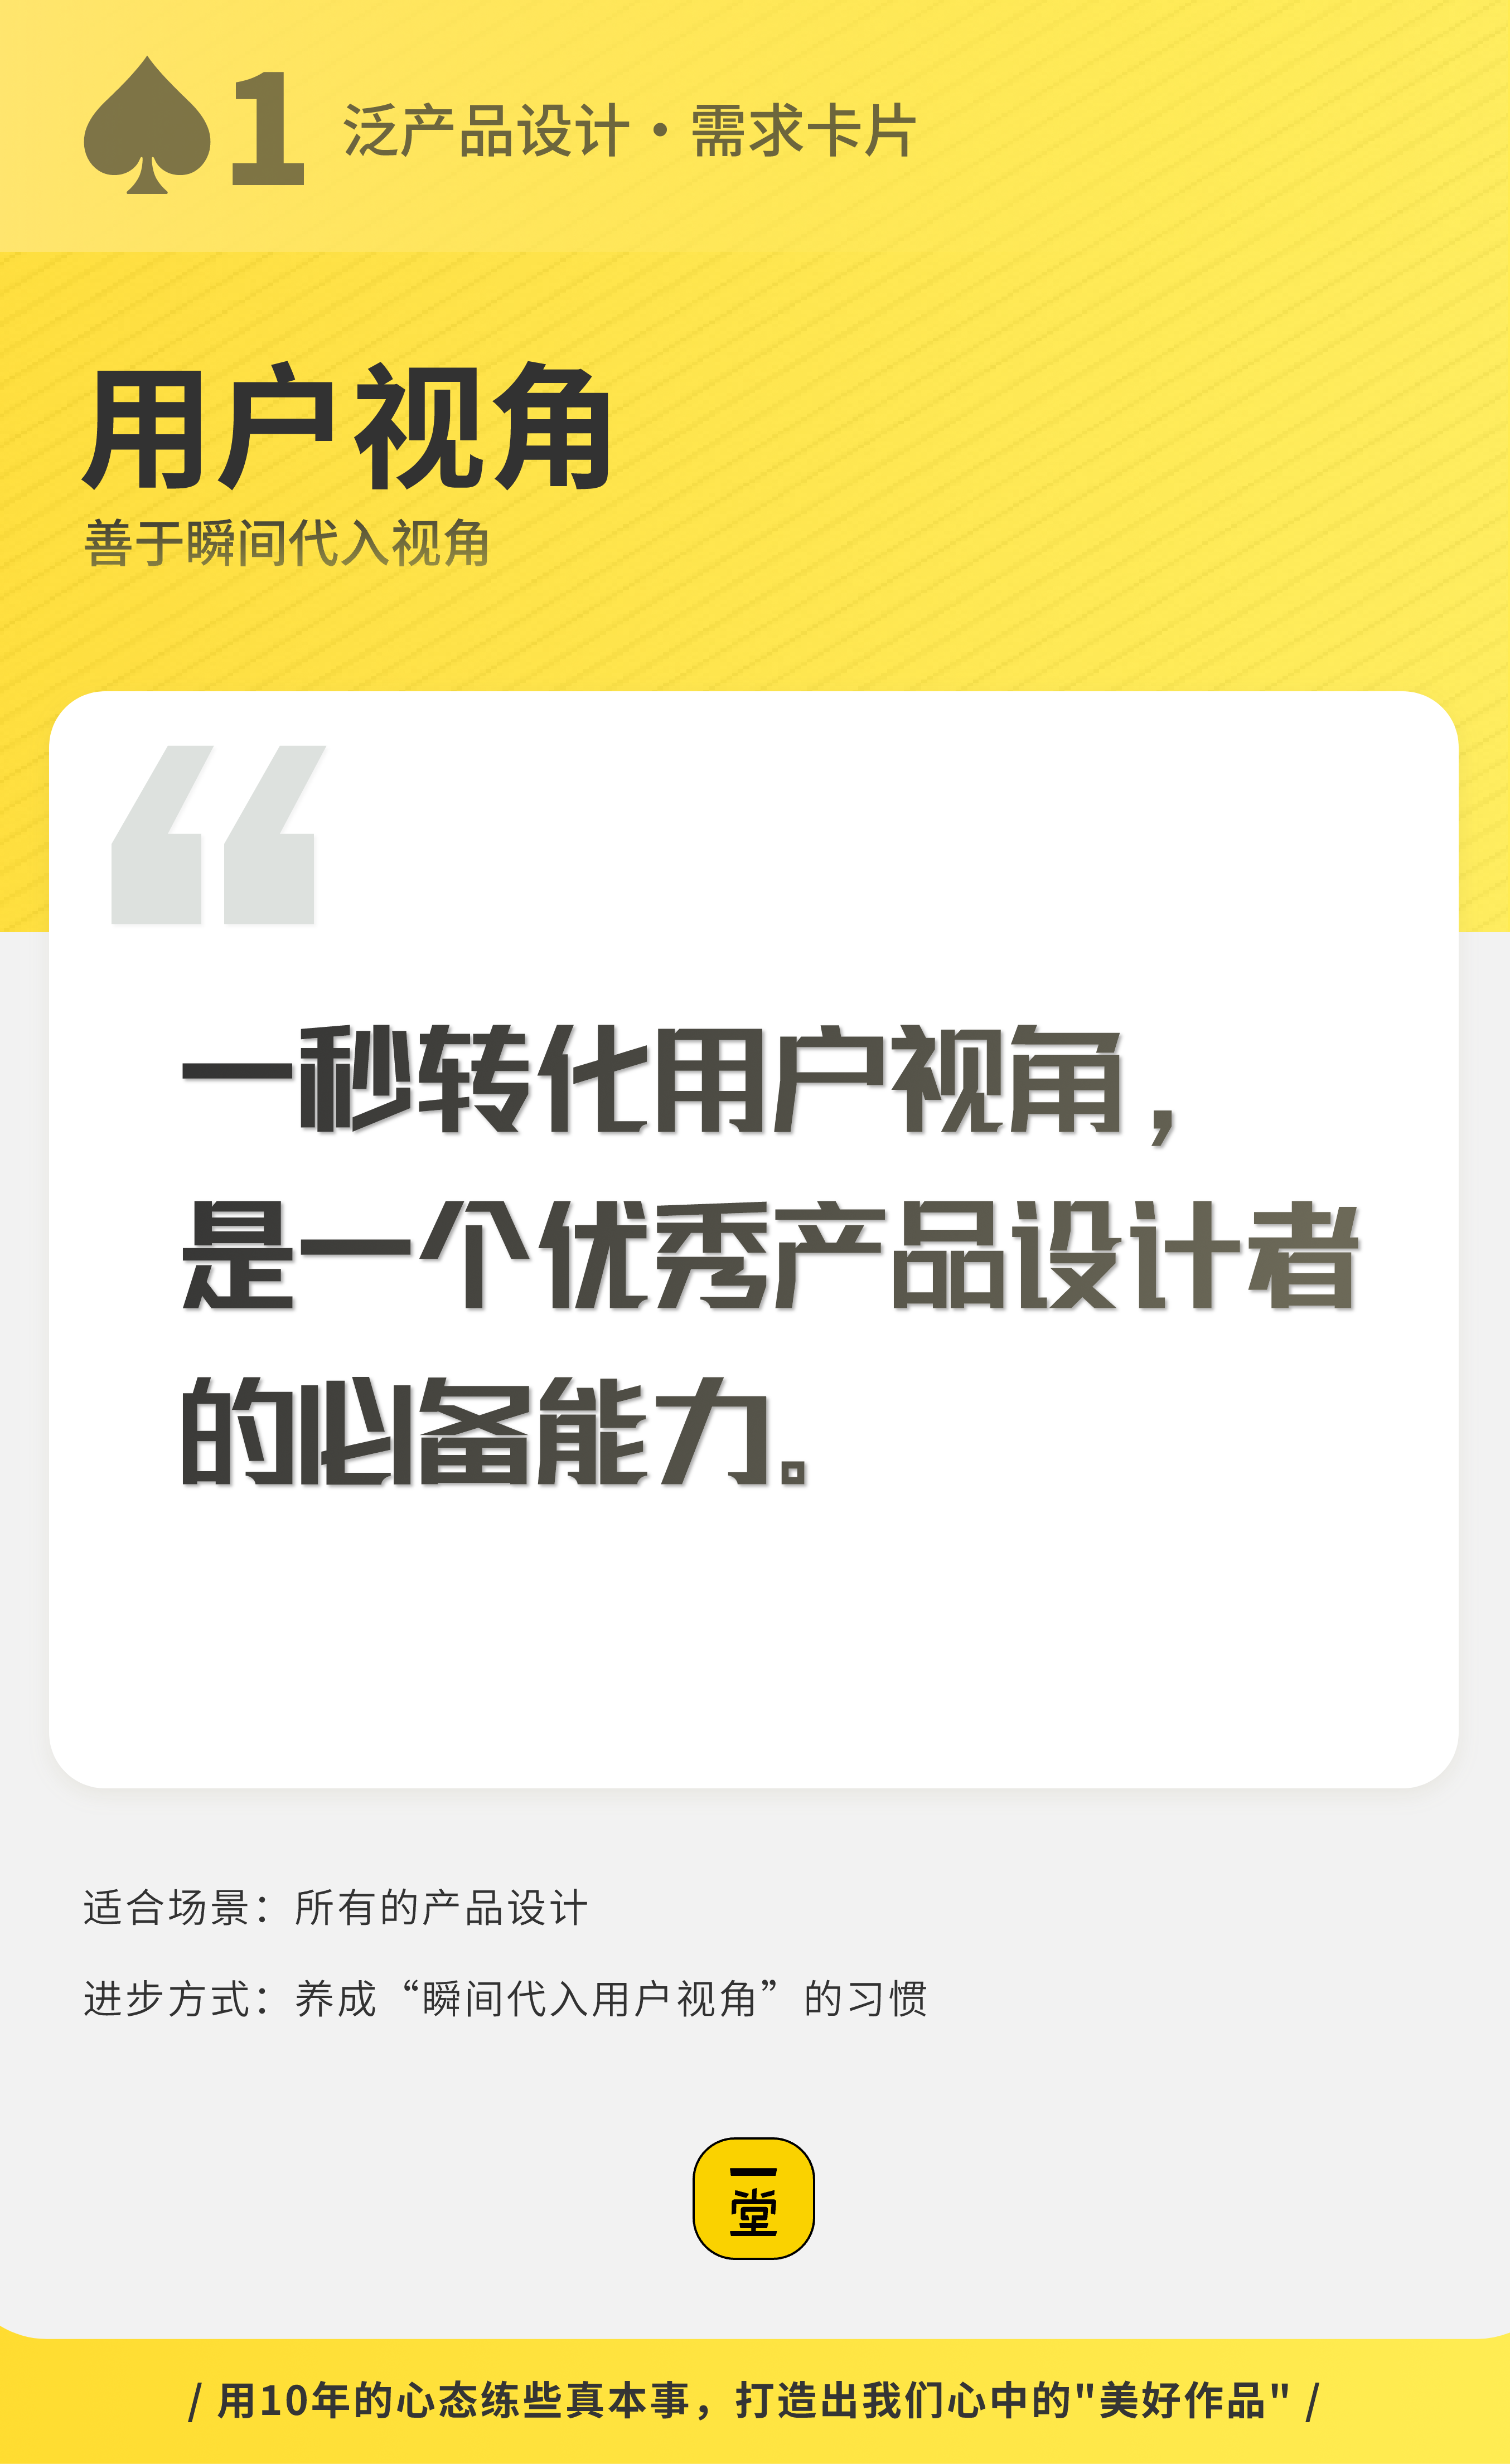 ♠1 泛产品设计·需求卡片
用户视角
善于瞬间代入视角
“
一秒转化用户视角，
是一个优秀产品设计者
的必备能力。
适合场景：所有的产品设计
进步方式：养成“瞬间代入用户视角”的习惯
一
堂
/ 用10年的心态练些真本事，打造出我们心中的"美好作品" /